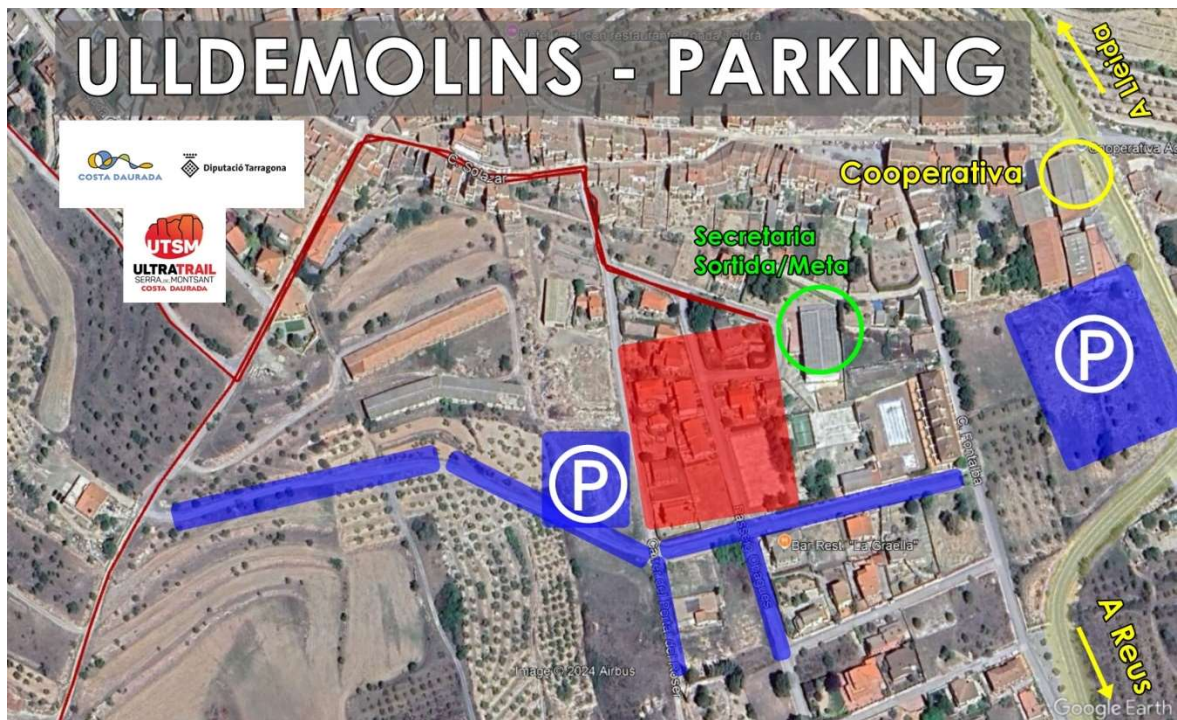 ULLDEMOLINS - PARKING
A Lleida
COSTA DAURADA
Diputació Tarragona
UTSM
ULTRATRAIL
SERRA DE MONTSANT
COSTA DAURADA
Cooperativa
Secretaria
Sortida/Meta
P
P
C. Fontalba
Bar Rest. "La Graella"
A Reus
Image © 2024 Airbus
Google Earth